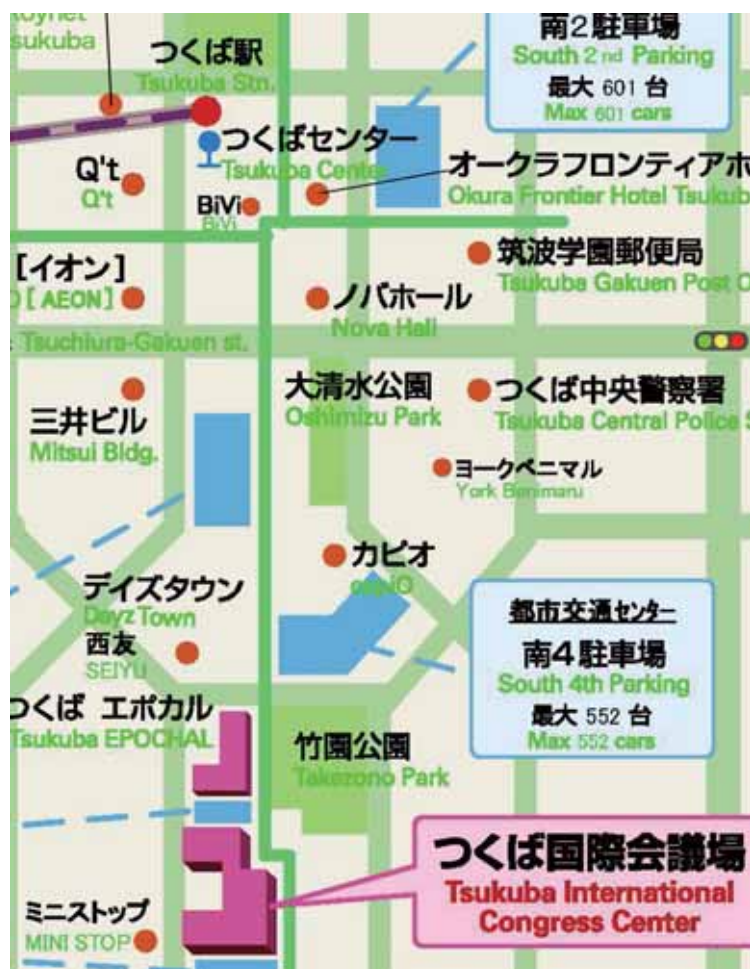 つくば駅
Tsukuba Stn.
南2駐車場
South 2nd Parking
最大 601 台
Max 601 cars
つくばセンター
Tsukuba Center
Q't
Q't
BiVi
BiVi
オークラフロンティアホ
Okura Frontier Hotel Tsukub
[イオン]
[AEON]
ノバホール
Nova Hall
筑波学園郵便局
Tsukuba Gakuen Post
Tsuchiura-Gakuen st.
三井ビル
Mitsui Bldg.
大清水公園
Oshimizu Park
つくば中央警察署
Tsukuba Central Police
ヨークベニマル
York Benimaru
カピオ
デイズタウン
Dayz Town
西友
SEIYU
都市交通センター
南4駐車場
South 4th Parking
最大 552 台
Max 552 cars
つくば エポカル
Tsukuba EPOCHAL
竹園公園
Takezono Park
つくば国際会議場
Tsukuba International
Congress Center
ミニストップ
MINI STOP